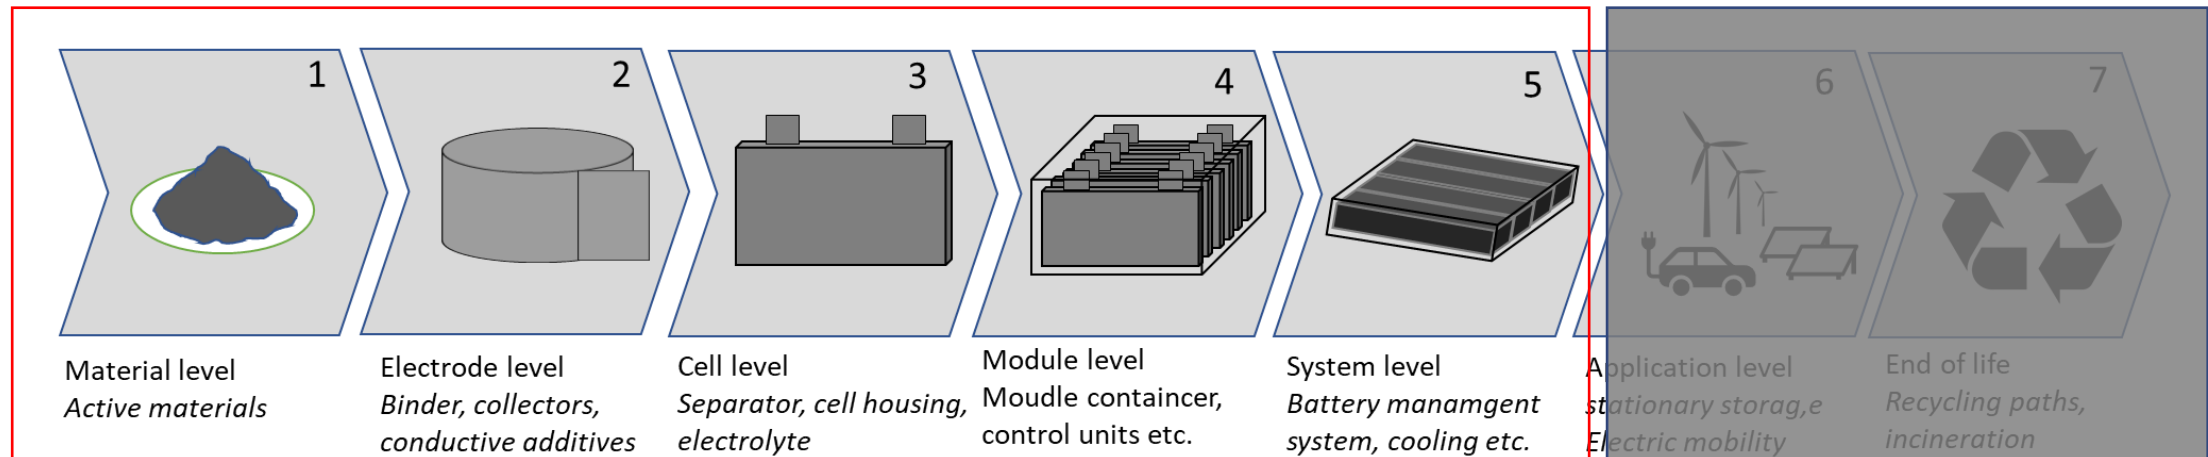 1
2
3
4
5
6
7
Material level
Active materials
Electrode level
Binder, collectors,
conductive additives
Cell level
Separator, cell housing,
electrolyte
Module level
Moudle containcer,
control units etc.
System level
Battery manamgent
system, cooling etc.
Application level
stationary storag,e
Electric mobility
End of life
Recycling paths,
incineration